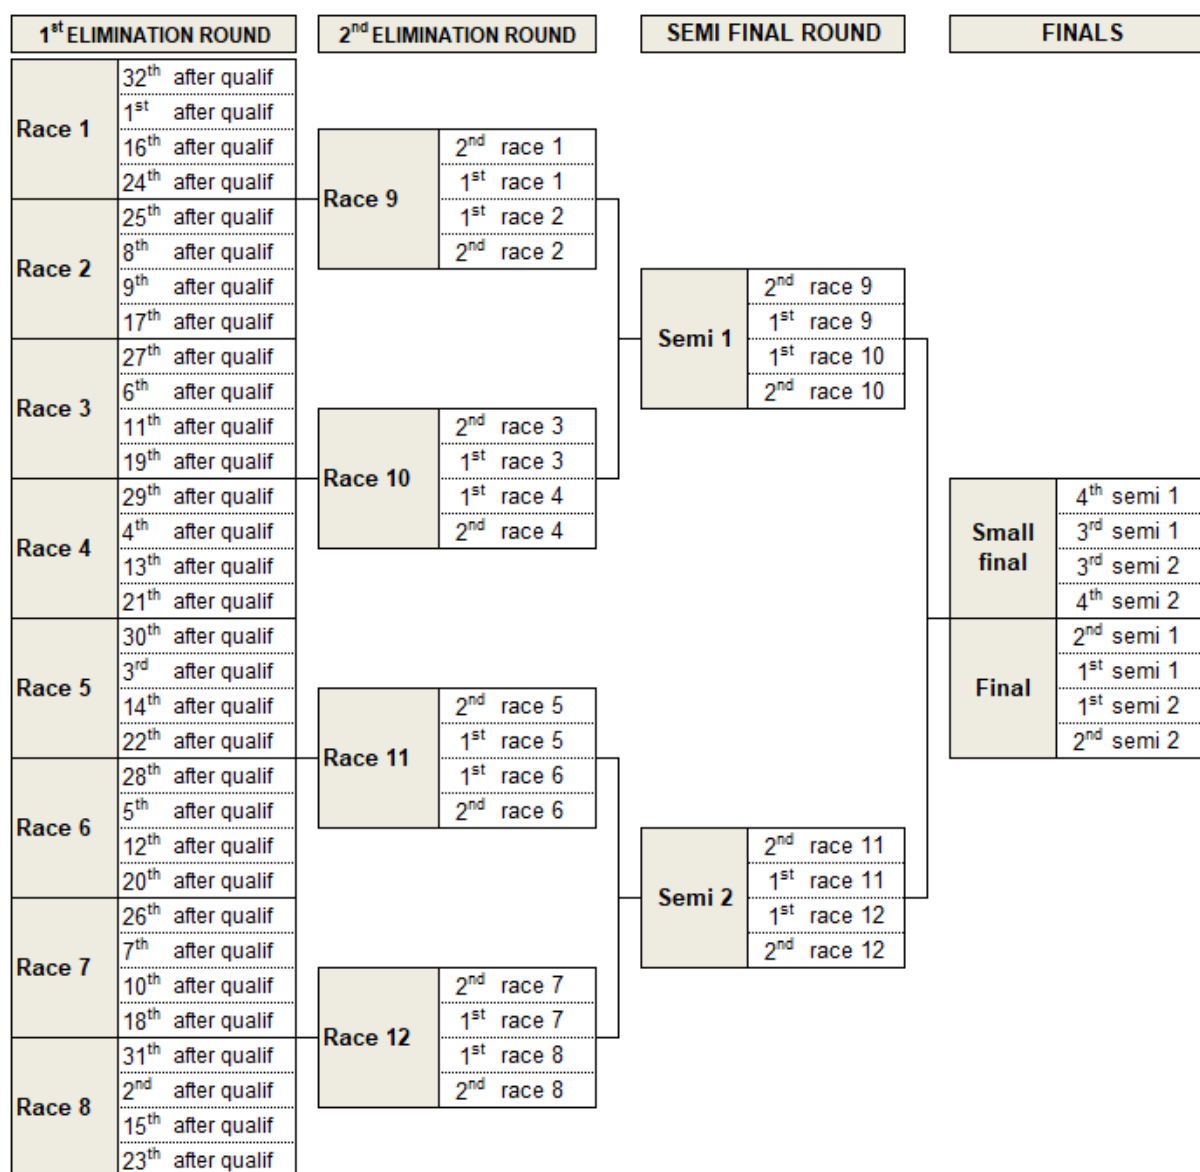 1st ELIMINATION ROUND
Race 1
32th after qualif
1st after qualif
16th after qualif
24th after qualif
Race 2
25th after qualif
8th after qualif
9th after qualif
17th after qualif
Race 3
27th after qualif
6th after qualif
11th after qualif
19th after qualif
Race 4
29th after qualif
4th after qualif
13th after qualif
21th after qualif
Race 5
30th after qualif
3rd after qualif
14th after qualif
22th after qualif
Race 6
28th after qualif
5th after qualif
12th after qualif
20th after qualif
Race 7
26th after qualif
7th after qualif
10th after qualif
18th after qualif
Race 8
31th after qualif
2nd after qualif
15th after qualif
23th after qualif
2nd ELIMINATION ROUND
Race 9
2nd race 1
1st race 1
1st race 2
2nd race 2
Race 10
2nd race 3
1st race 3
1st race 4
2nd race 4
Race 11
2nd race 5
1st race 5
1st race 6
2nd race 6
Race 12
2nd race 7
1st race 7
1st race 8
2nd race 8
SEMI FINAL ROUND
Semi 1
2nd race 9
1st race 9
1st race 10
2nd race 10
Semi 2
2nd race 11
1st race 11
1st race 12
2nd race 12
FINALS
Small
final
4th semi 1
3rd semi 1
3rd semi 2
4th semi 2
Final
2nd semi 1
1st semi 1
1st semi 2
2nd semi 2